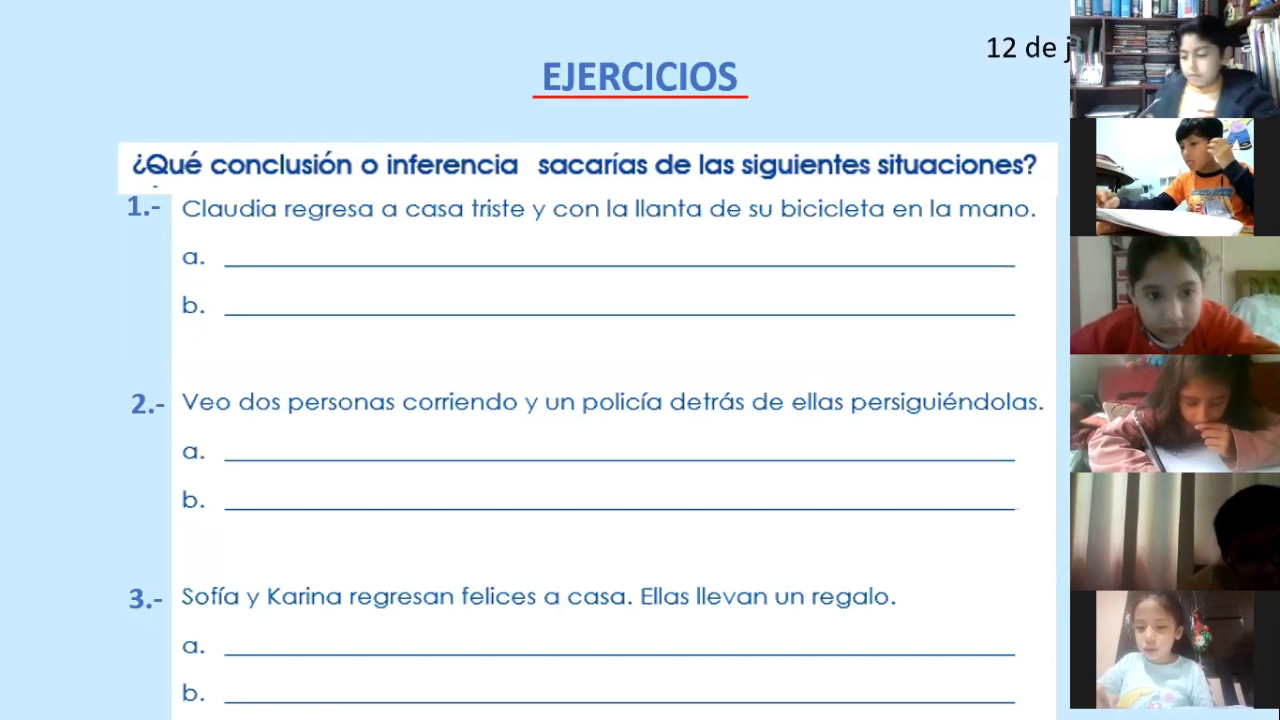 12 de j
EJERCICIOS
¿Qué conclusión o inferencia sacarías de las siguientes situaciones?
1.- Claudia regresa a casa triste y con la llanta de su bicicleta en la mano.
a.
b.
2.- Veo dos personas corriendo y un policía detrás de ellas persiguiéndolas.
a.
b.
3.- Sofía y Karina regresan felices a casa. Ellas llevan un regalo.
a.
b.